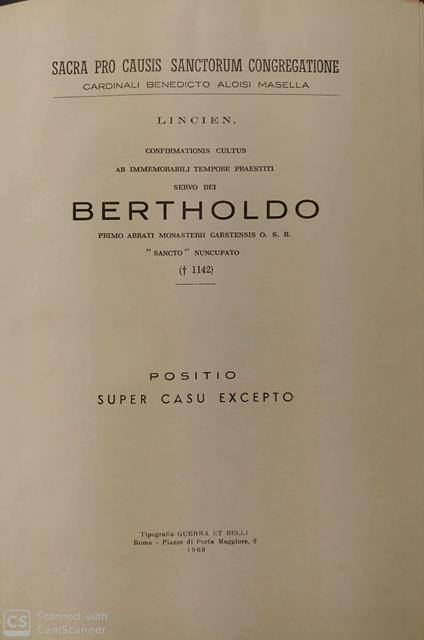 SACRA PRO CAUSIS SANCTORUM CONGREGATIONE
CARDINALI BENEDICTO ALOISI MASELLA
LINCIEN.
CONFIRMATIONIS CULTUS
AB IMMEMORABILI TEMPORE PRAESTITI
SERVO DEI
BERTHOLDO
PRIMO ABBATI MONASTERII GARSTENSIS O. S. B.
"SANCTO" NUNCUPATO
(† 1142)
POSITIO
SUPER CASU EXCEPTO
Tipografia GUERRA ET BELLI
Roma - Piazze di Porta Maggiore, 2
1969
CS Scanned with
CamScanner